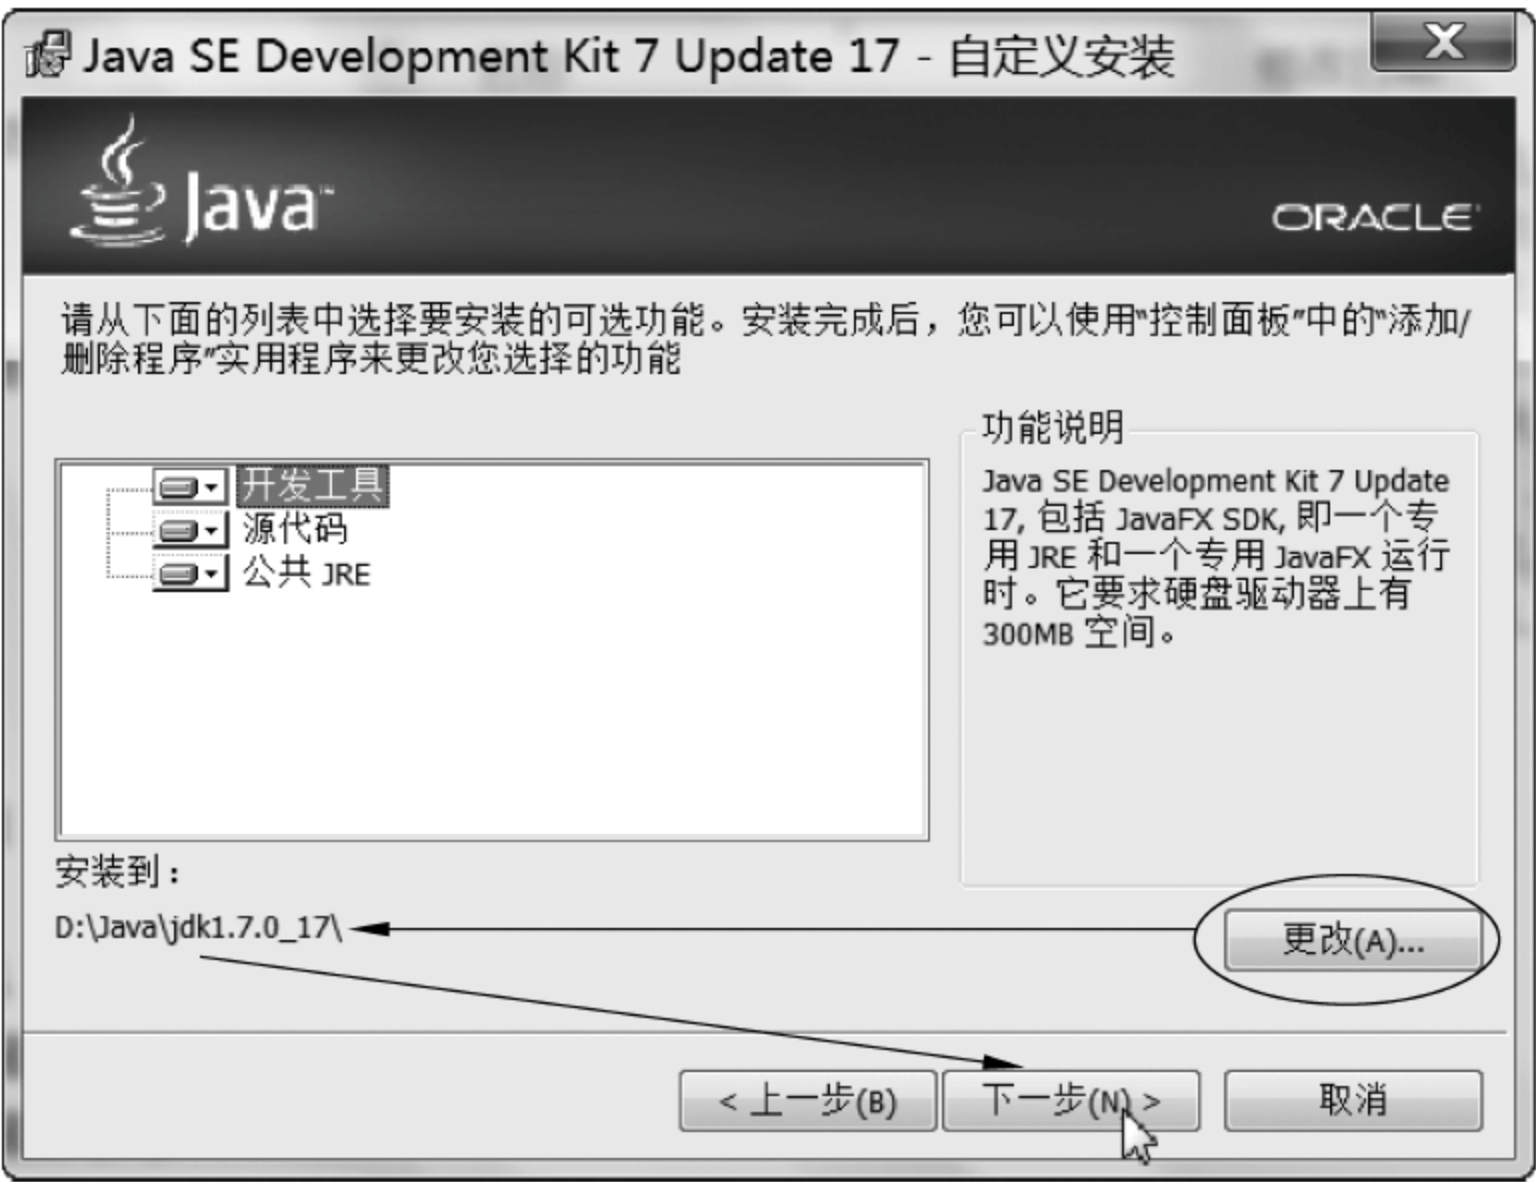 Java SE Development Kit 7 Update 17 - 自定义安装
Java™
ORACLE
请从下面的列表中选择要安装的可选功能。安装完成后，您可以使用“控制面板”中的“添加/
删除程序”实用程序来更改您选择的功能
开发工具
源代码
公共 JRE
功能说明
Java SE Development Kit 7 Update
17, 包括 JavaFX SDK, 即一个专
用 JRE 和一个专用 JavaFX 运行
时。它要求硬盘驱动器上有
300MB 空间。
安装到：
D:\Java\jdk1.7.0_17\
更改(A)...
< 上一步(B)
下一步(N) >
取消